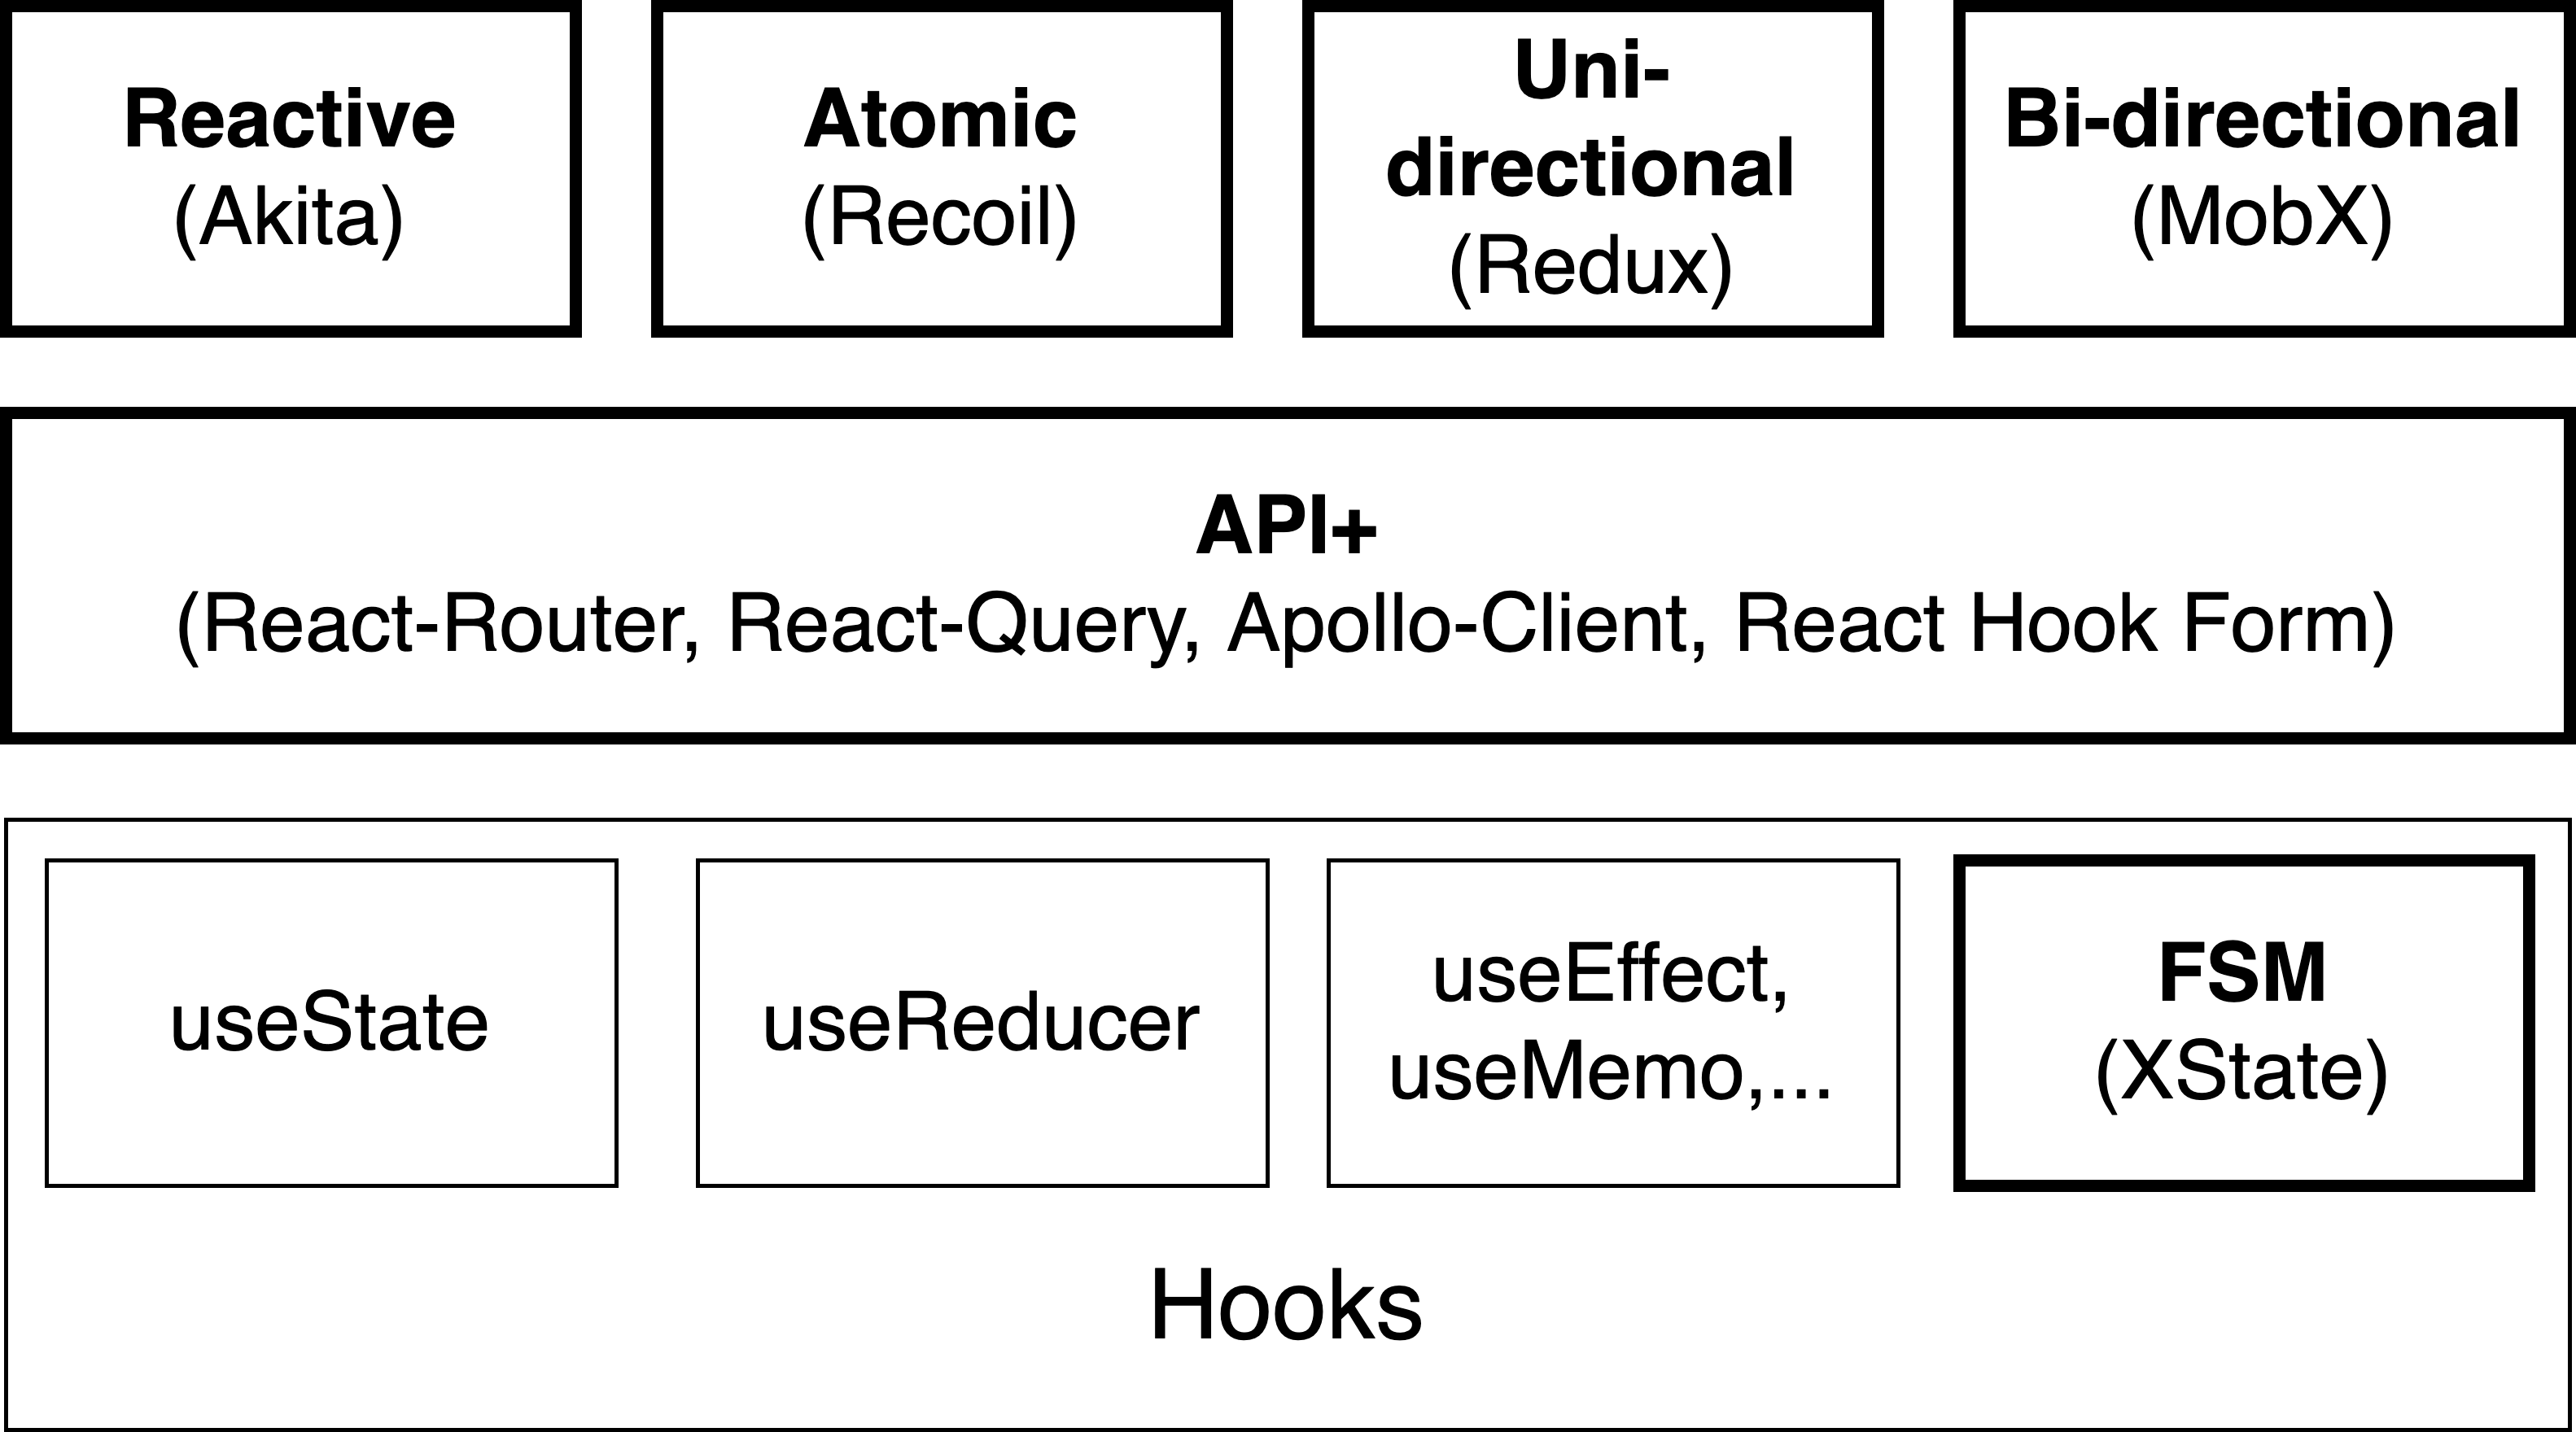 Reactive
(Akita)
Atomic
(Recoil)
Uni-
directional
(Redux)
Bi-directional
(MobX)
API+
(React-Router, React-Query, Apollo-Client, React Hook Form)
useState
useReducer
useEffect,
useMemo,...
FSM
(XState)
Hooks